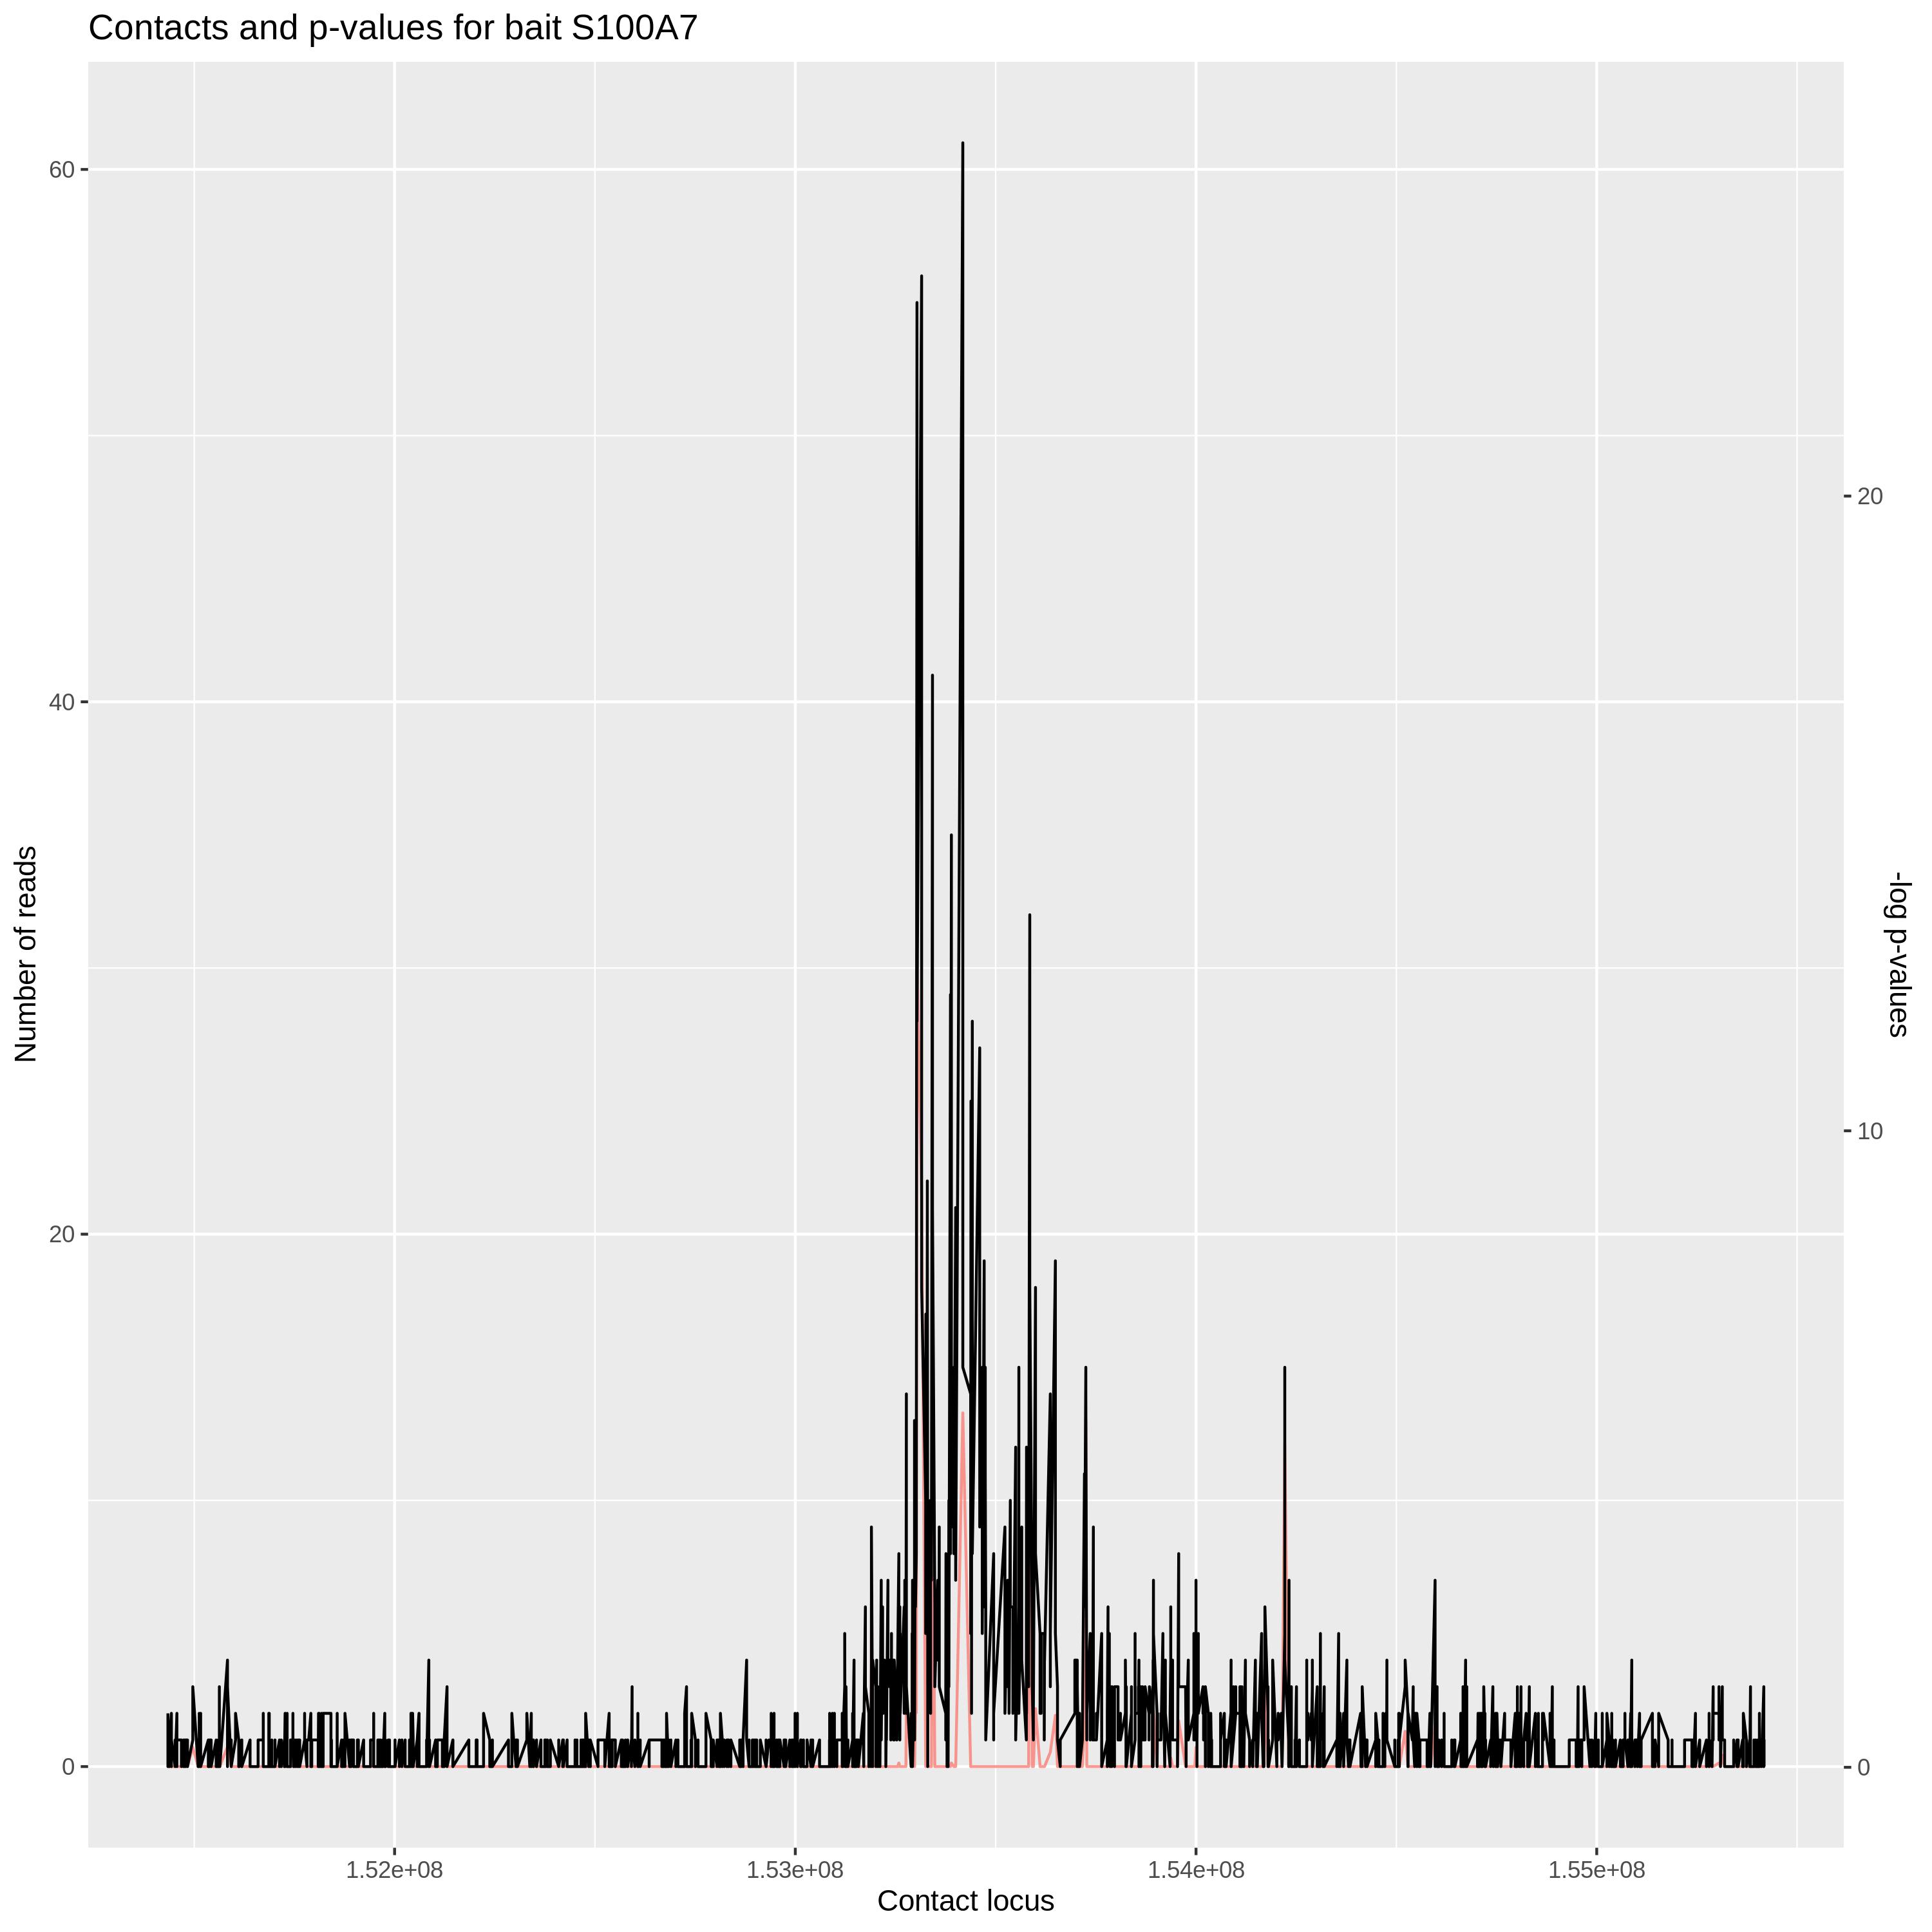 Contacts and p-values for bait S100A7
60
40
20
0
Number of reads
20
10
0
-log p-values
1.52e+08
1.53e+08
1.54e+08
1.55e+08
Contact locus